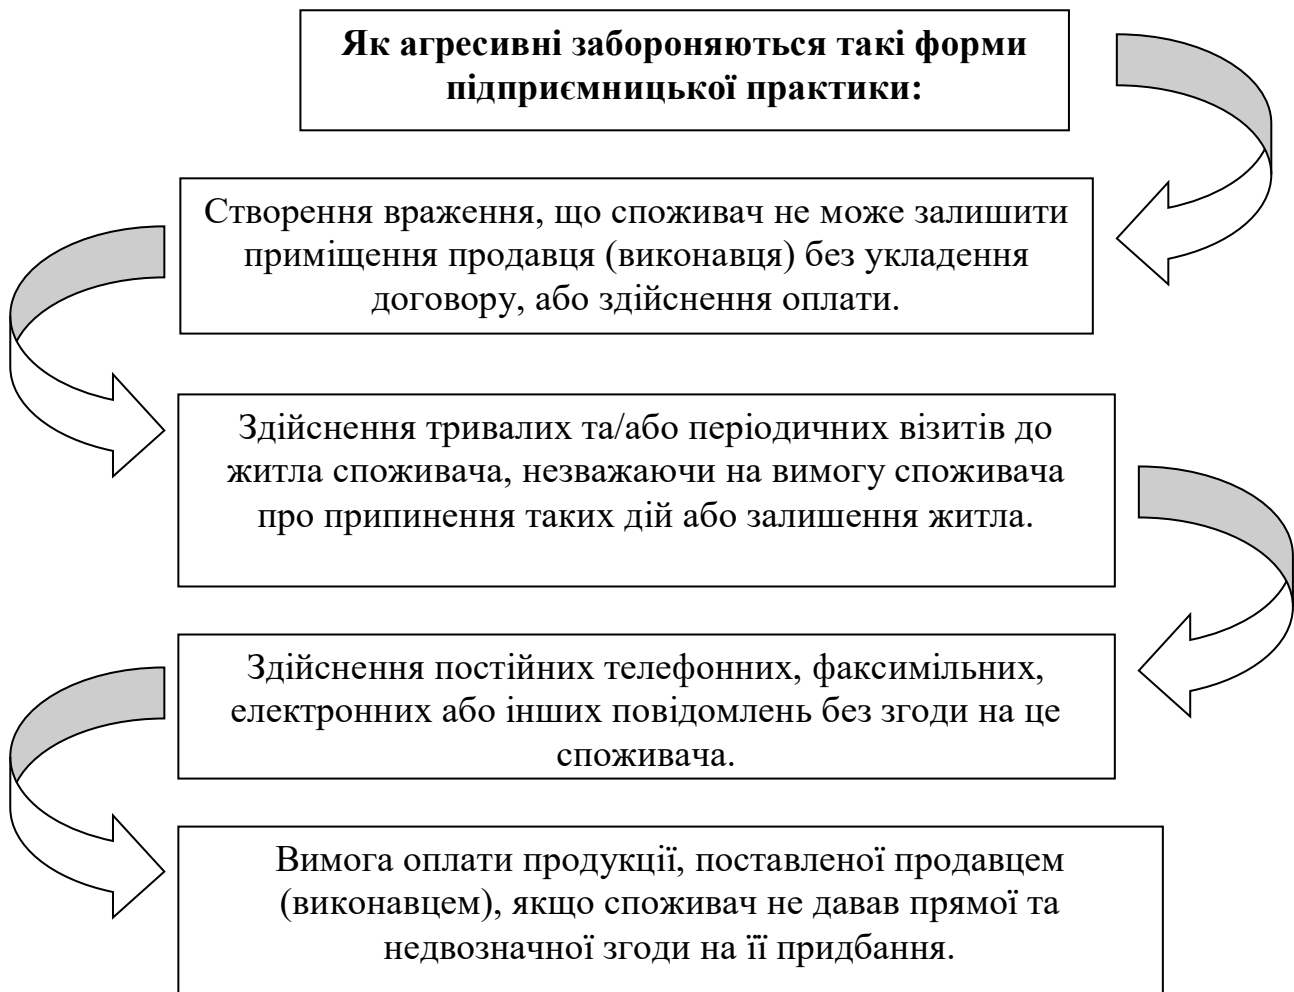 Як агресивні забороняються такі форми
підприємницької практики:
Створення враження, що споживач не може залишити
приміщення продавця (виконавця) без укладення
договору, або здійснення оплати.
Здійснення тривалих та/або періодичних візитів до
житла споживача, незважаючи на вимогу споживача
про припинення таких дій або залишення житла.
Здійснення постійних телефонних, факсимільних,
електронних або інших повідомлень без згоди на це
споживача.
Вимога оплати продукції, поставленої продавцем
(виконавцем), якщо споживач не давав прямої та
недвозначної згоди на її придбання.